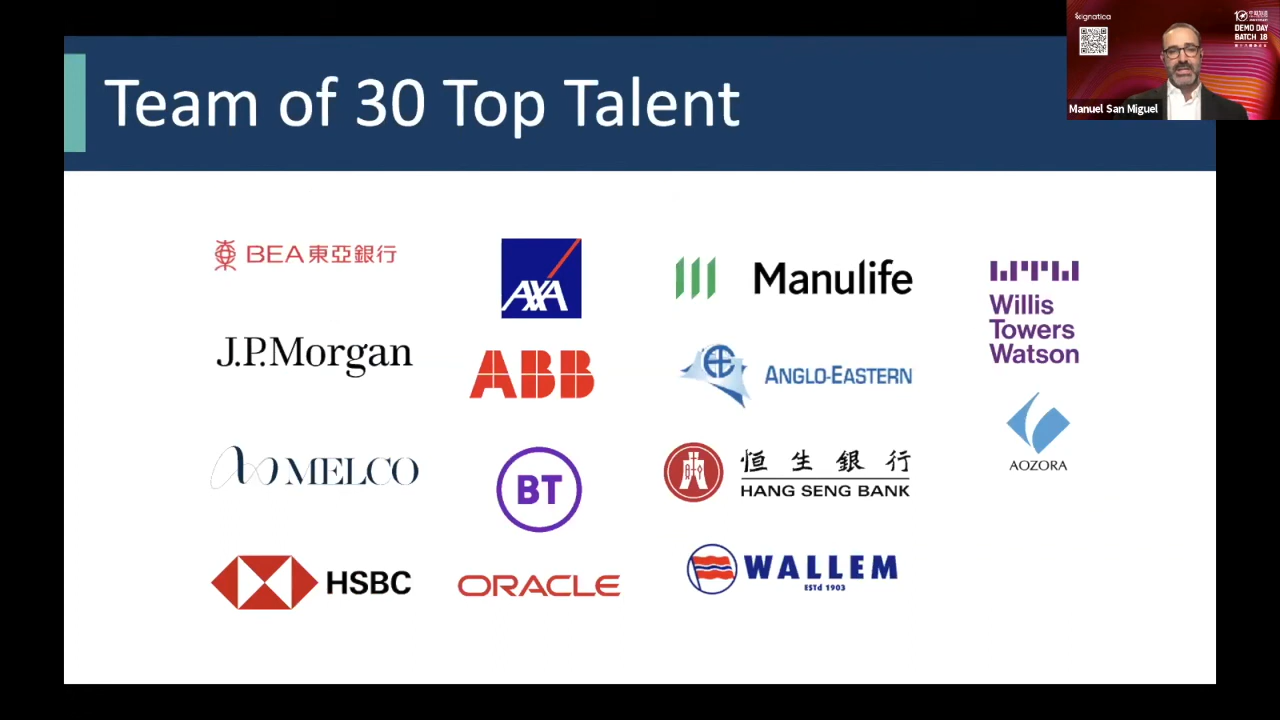 Team of 30 Top Talent
ignatica
DEMO DAY
BATCH 18
Manuel San Miguel
BEA東亞銀行
AXA
Manulife
Willis
Towers
Watson
J.P.Morgan
ABB
ANGLO-EASTERN
AOZORA
MELCO
BT
恒生銀行
HANG SENG BANK
HSBC
ORACLE
WALLEM
ESTd 1903